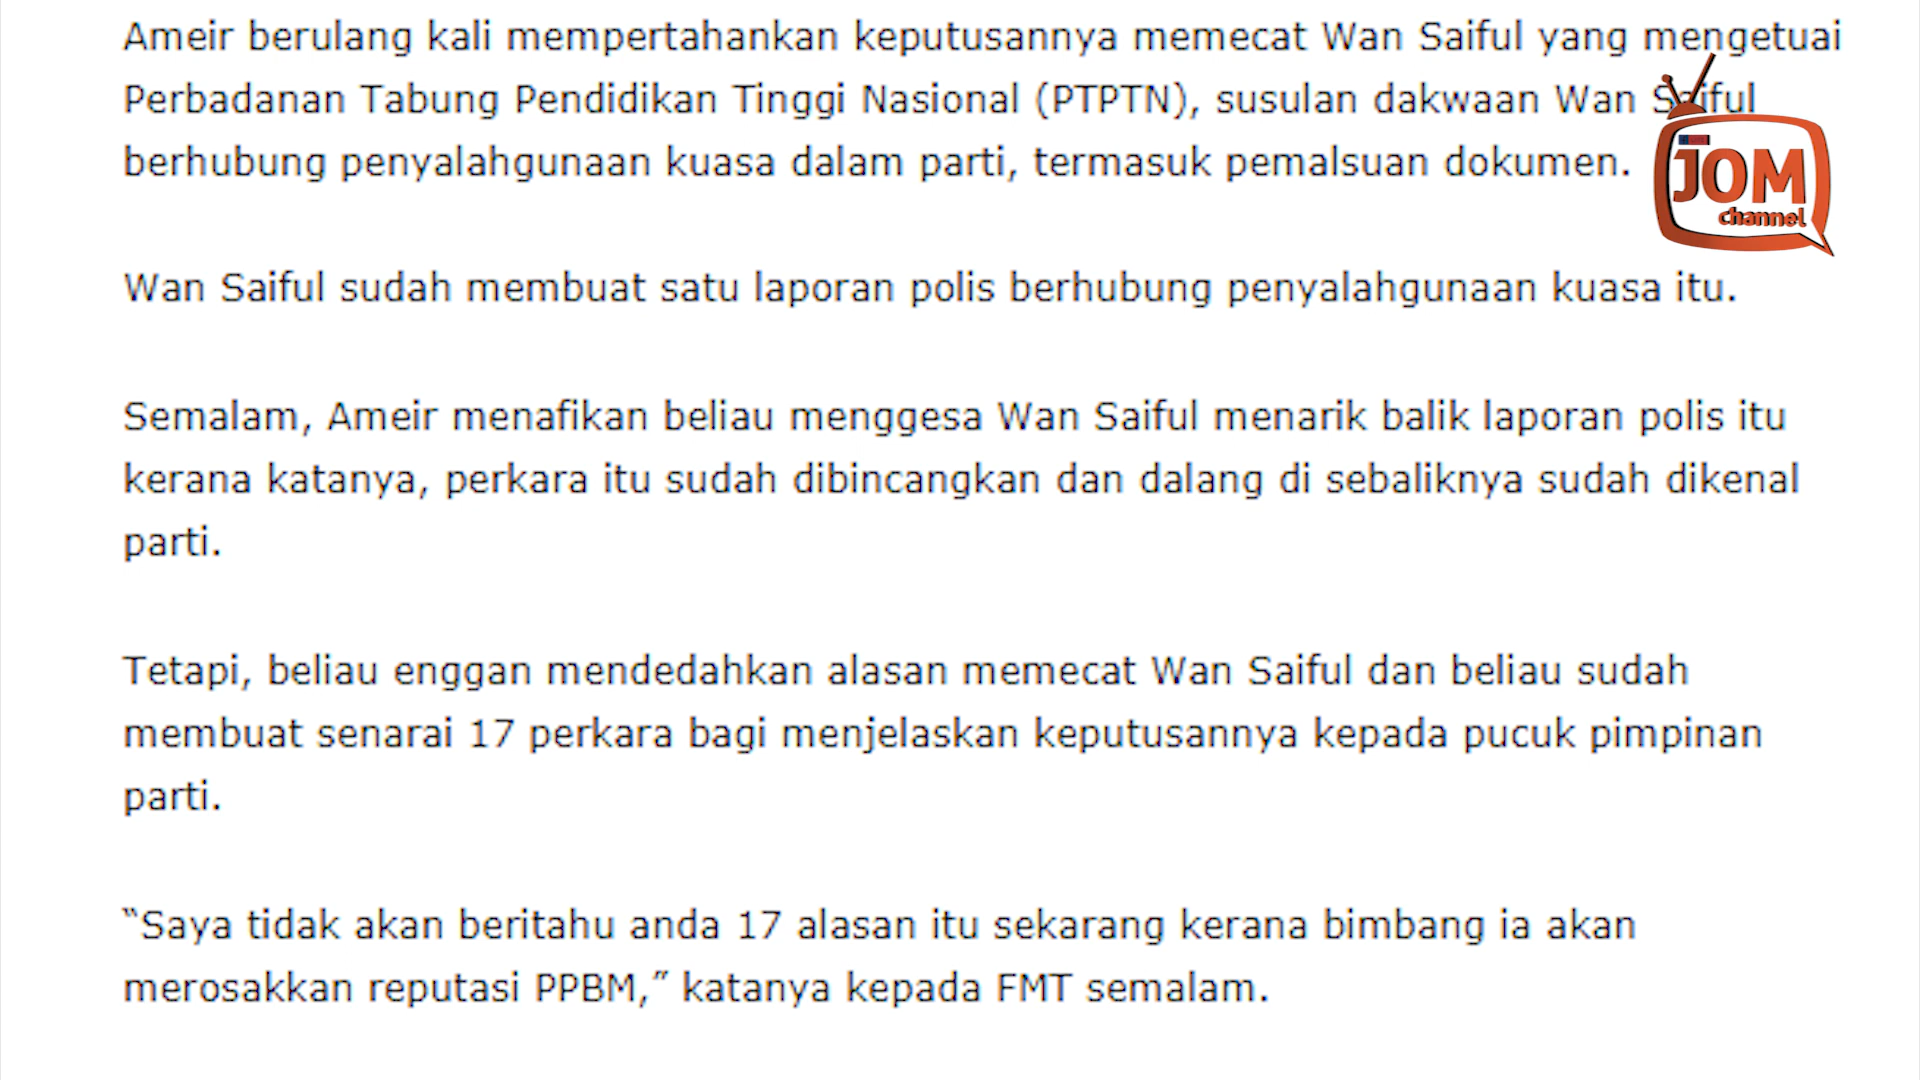 Ameir berulang kali mempertahankan keputusannya memecat Wan Saiful yang mengetuai
Perbadanan Tabung Pendidikan Tinggi Nasional (PTPTN), susulan dakwaan Wan Saiful
berhubung penyalahgunaan kuasa dalam parti, termasuk pemalsuan dokumen.
JOM
channel
Wan Saiful sudah membuat satu laporan polis berhubung penyalahgunaan kuasa itu.
Semalam, Ameir menafikan beliau menggesa Wan Saiful menarik balik laporan polis itu
kerana katanya, perkara itu sudah dibincangkan dan dalang di sebaliknya sudah dikenal
parti.
Tetapi, beliau enggan mendedahkan alasan memecat Wan Saiful dan beliau sudah
membuat senarai 17 perkara bagi menjelaskan keputusannya kepada pucuk pimpinan
parti.
“Saya tidak akan beritahu anda 17 alasan itu sekarang kerana bimbang ia akan
merosakkan reputasi PPBM,” katanya kepada FMT semalam.